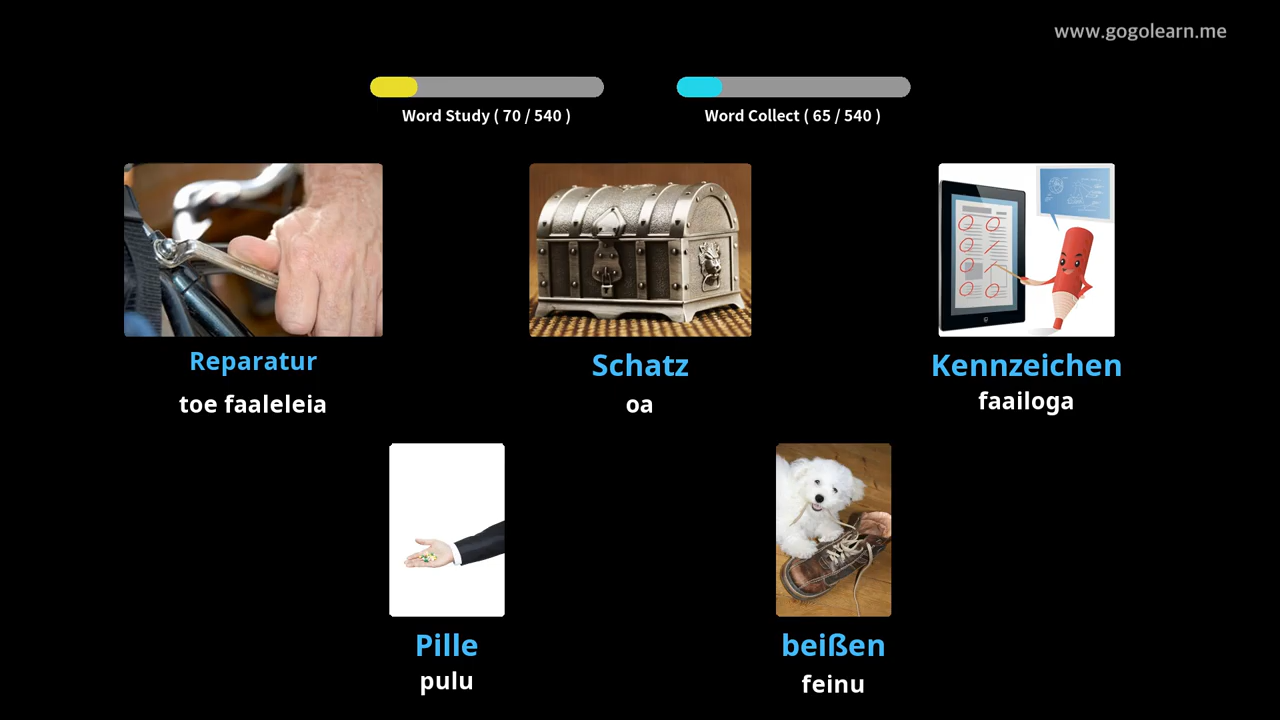 www.gogolearn.me
Word Study ( 70 / 540 )
Word Collect ( 65 / 540 )
Reparatur
toe faaleleia
Schatz
oa
Kennzeichen
faailoga
Pille
pulu
beißen
feinu